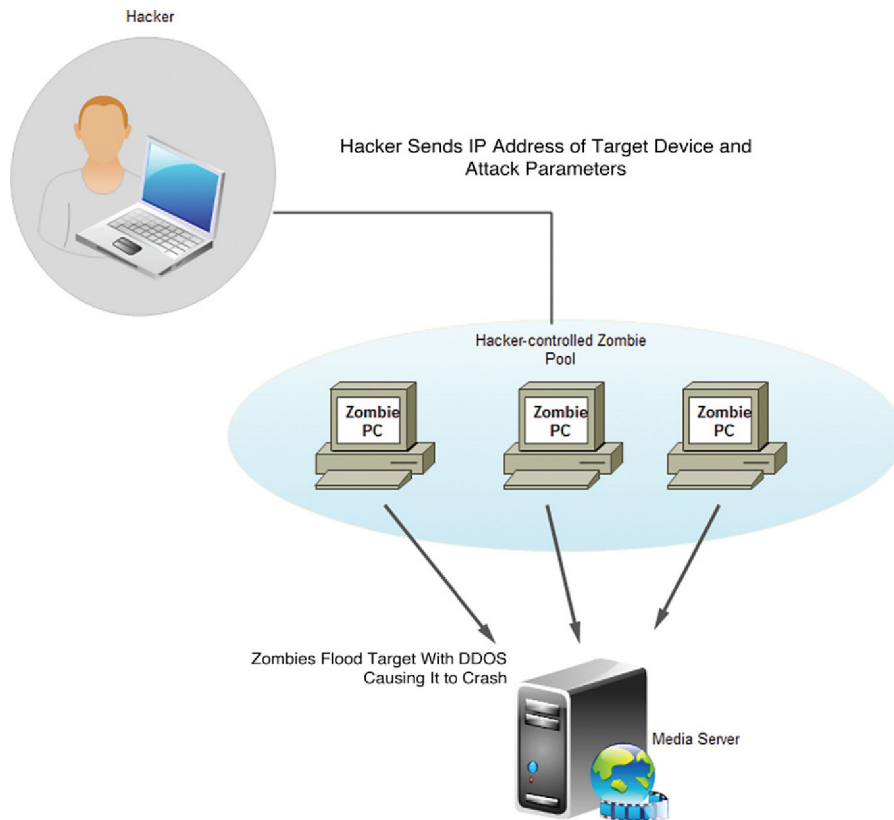 Hacker
Hacker Sends IP Address of Target Device and
Attack Parameters
Hacker-controlled Zombie
Pool
Zombie
PC
Zombie
PC
Zombie
PC
Zombies Flood Target With DDOS
Causing It to Crash
Media Server